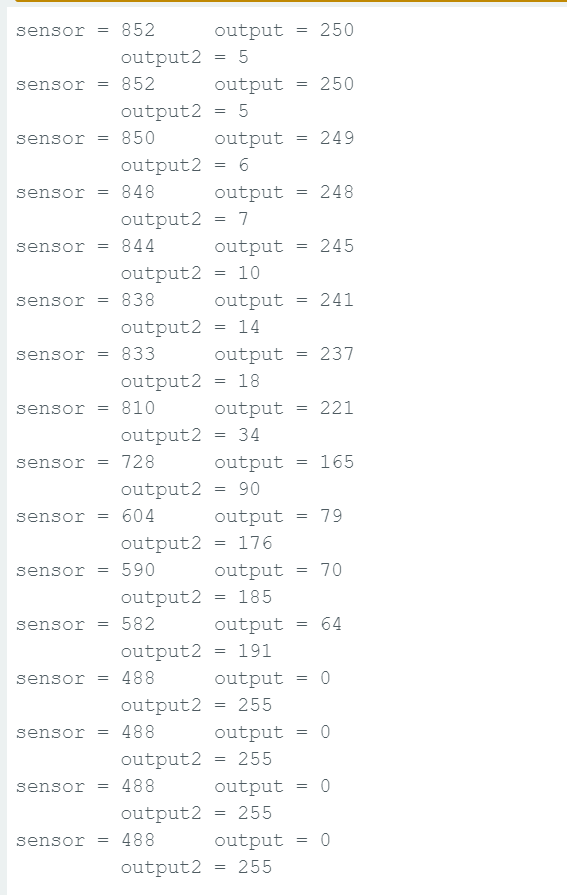 sensor = 852     output = 250
         output2 = 5
sensor = 852     output = 250
         output2 = 5
sensor = 850     output = 249
         output2 = 6
sensor = 848     output = 248
         output2 = 7
sensor = 844     output = 245
         output2 = 10
sensor = 838     output = 241
         output2 = 14
sensor = 833     output = 237
         output2 = 18
sensor = 810     output = 221
         output2 = 34
sensor = 728     output = 165
         output2 = 90
sensor = 604     output = 79
         output2 = 176
sensor = 590     output = 70
         output2 = 185
sensor = 582     output = 64
         output2 = 191
sensor = 488     output = 0
         output2 = 255
sensor = 488     output = 0
         output2 = 255
sensor = 488     output = 0
         output2 = 255
sensor = 488     output = 0
         output2 = 255